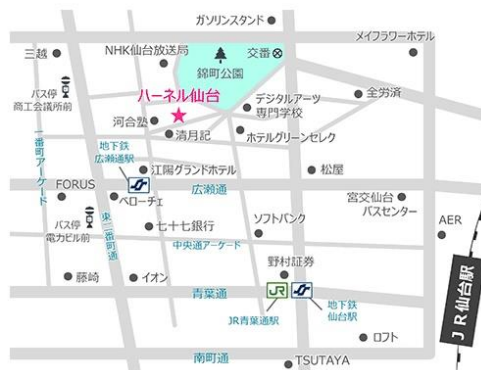 ガソリンスタンド
メイフラワーホテル
三越
NHK仙台放送局
交番
錦町公園
バス停
商工会議所前
ハーネル仙台
全労済
デジタルアーツ
専門学校
河合塾
清月記
ホテルグリーンセレク
一番町アーケード
地下鉄
広瀬通駅
江陽グランドホテル
松屋
FORUS
ベローチェ
広瀬通
宮交仙台
バスセンター
バス停
電力ビル前
東二番町通
七十七銀行
ソフトバンク
AER
中央通アーケード
野村証券
藤崎
イオン
青葉通
JR
地下鉄
仙台駅
JR青葉通駅
JR仙台駅
ロフト
南町通
TSUTAYA